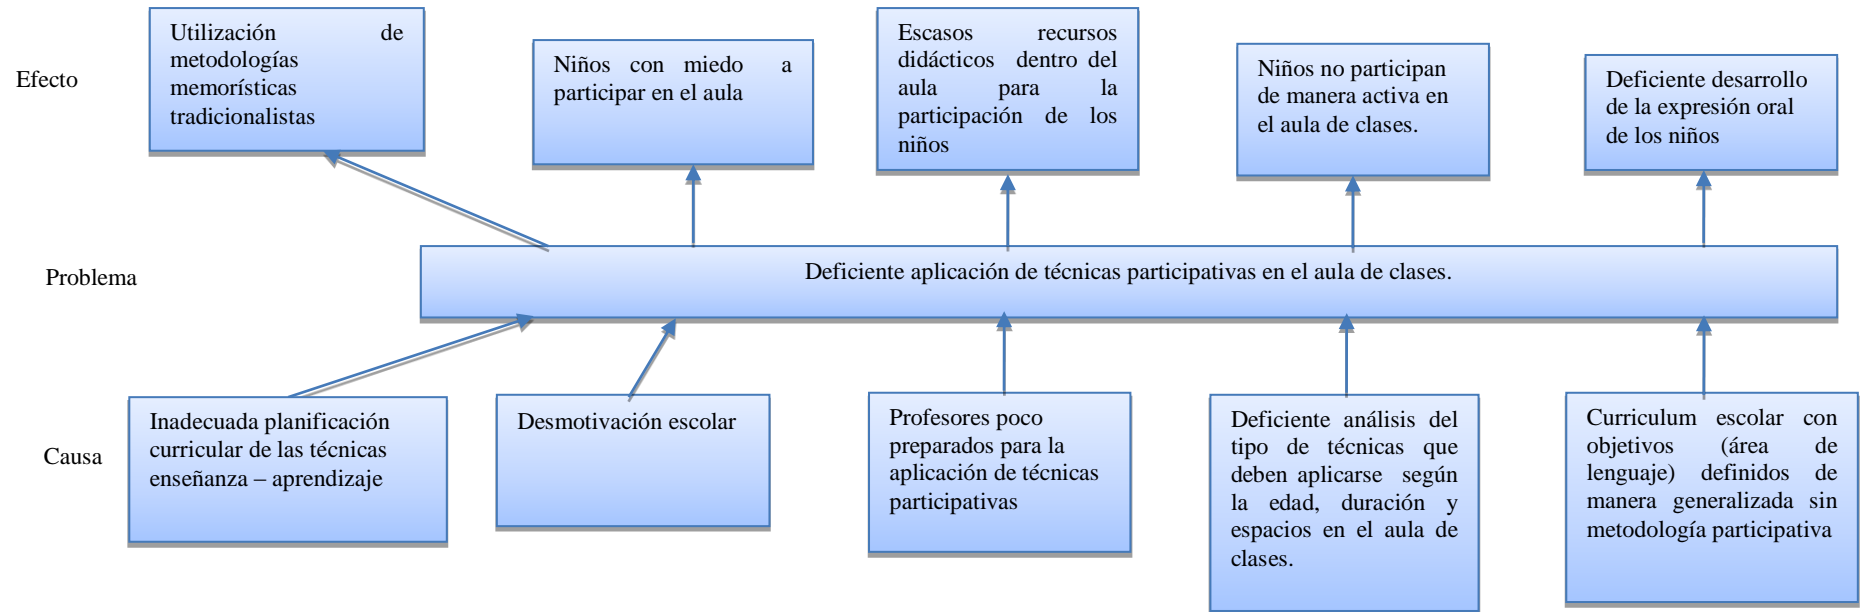 Efecto
Utilización de
metodologías
memorísticas
tradicionalistas
Niños con miedo a
participar en el aula
Escasos recursos
didácticos dentro del
aula para la
participación de los
niños
Niños no participan
de manera activa en
el aula de clases.
Deficiente desarrollo
de la expresión oral
de los niños
Problema
Deficiente aplicación de técnicas participativas en el aula de clases.
Causa
Inadecuada planificación
curricular de las técnicas
enseñanza – aprendizaje
Desmotivación escolar
Profesores poco
preparados para la
aplicación de técnicas
participativas
Deficiente análisis del
tipo de técnicas que
deben aplicarse según
la edad, duración y
espacios en el aula de
clases.
Curriculum escolar con
objetivos (área de
lenguaje) definidos de
manera generalizada sin
metodología participativa